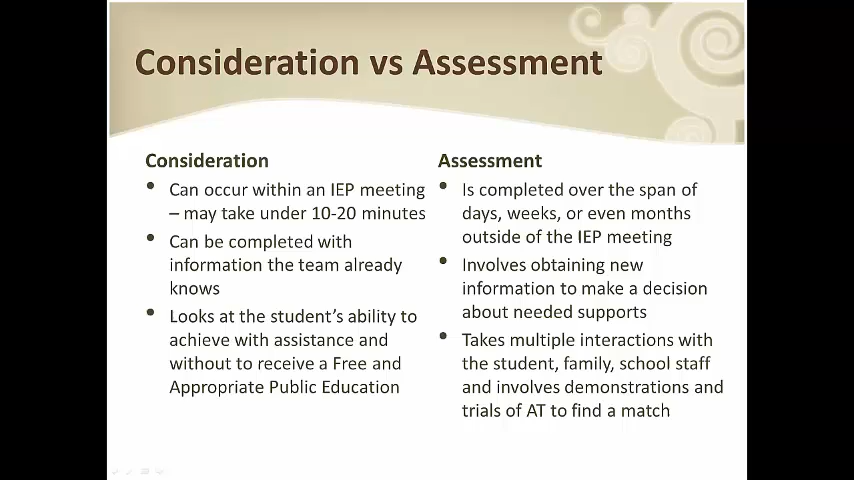 Consideration vs Assessment
Consideration
• Can occur within an IEP meeting
– may take under 10-20 minutes
• Can be completed with
information the team already
knows
• Looks at the student's ability to
achieve with assistance and
without to receive a Free and
Appropriate Public Education
Assessment
• Is completed over the span of
days, weeks, or even months
outside of the IEP meeting
• Involves obtaining new
information to make a decision
about needed supports
• Takes multiple interactions with
the student, family, school staff
and involves demonstrations and
trials of AT to find a match